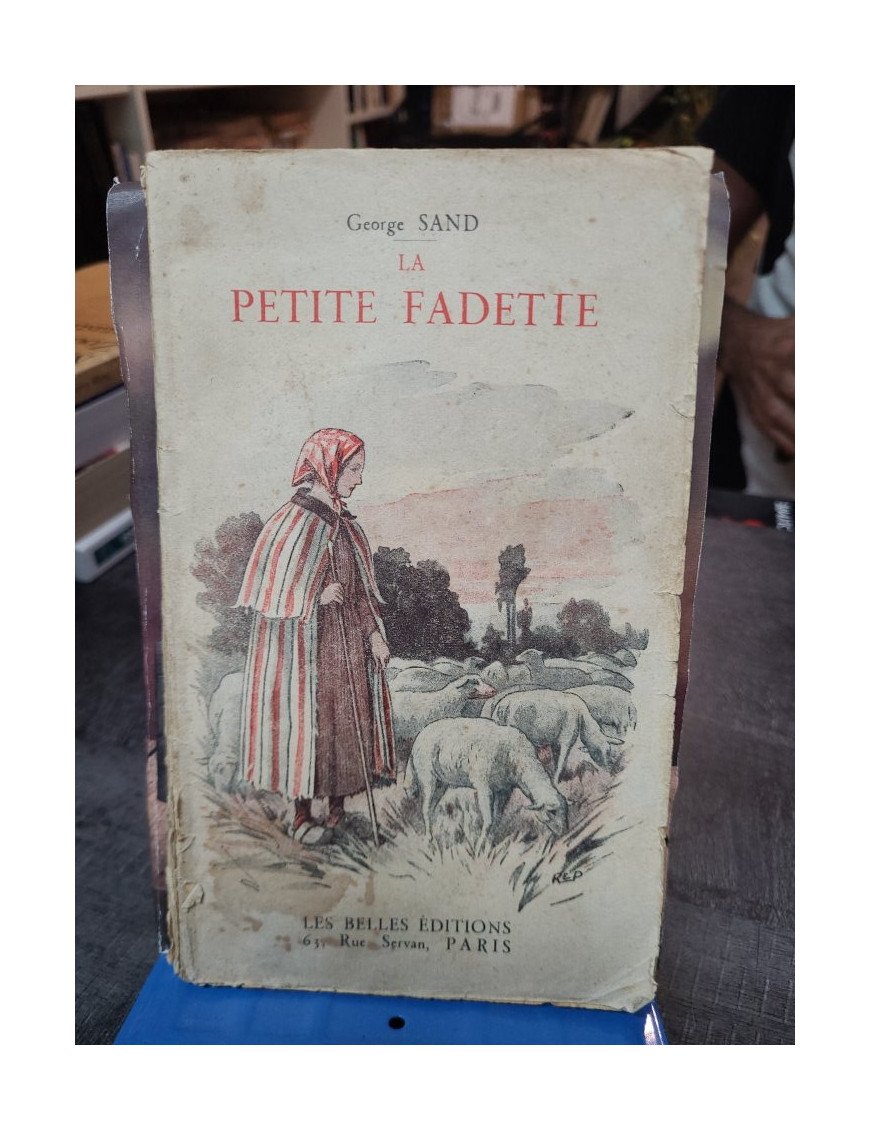 George SAND
LA
PETITE FADETTE
REP
LES BELLES ÉDITIONS
63, Rue Servan, PARIS